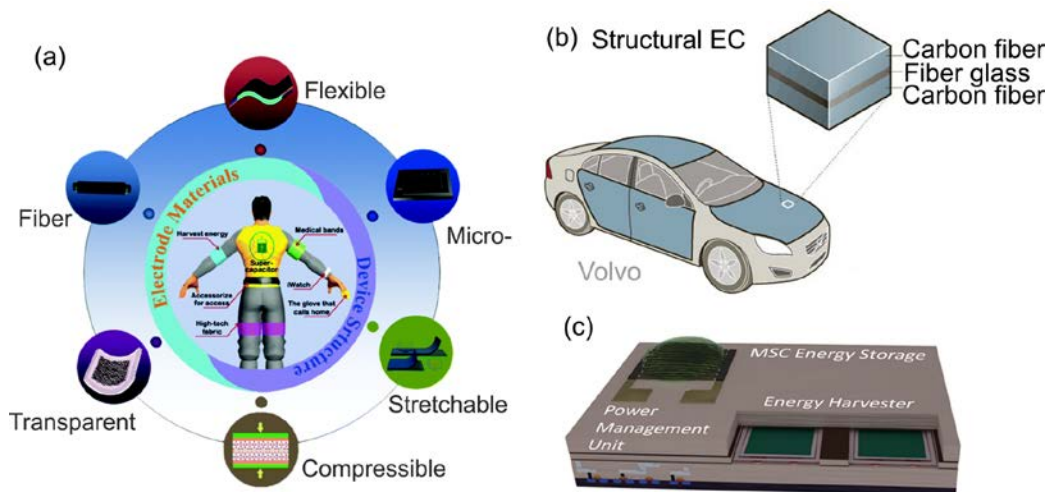 (a)
Flexible
Fiber
Micro-
Transparent
Stretchable
Compressible
Electrode Materials
Device Srtucture
Harvest energy
Medical bands
Super-
capacitor
iWatch
Accessorize
for access
The glove that
calls home
High-tech
fabric
(b)
Structural EC
Carbon fiber
Fiber glass
Carbon fiber
Volvo
(c)
MSC Energy Storage
Energy Harvester
Power
Management
Unit